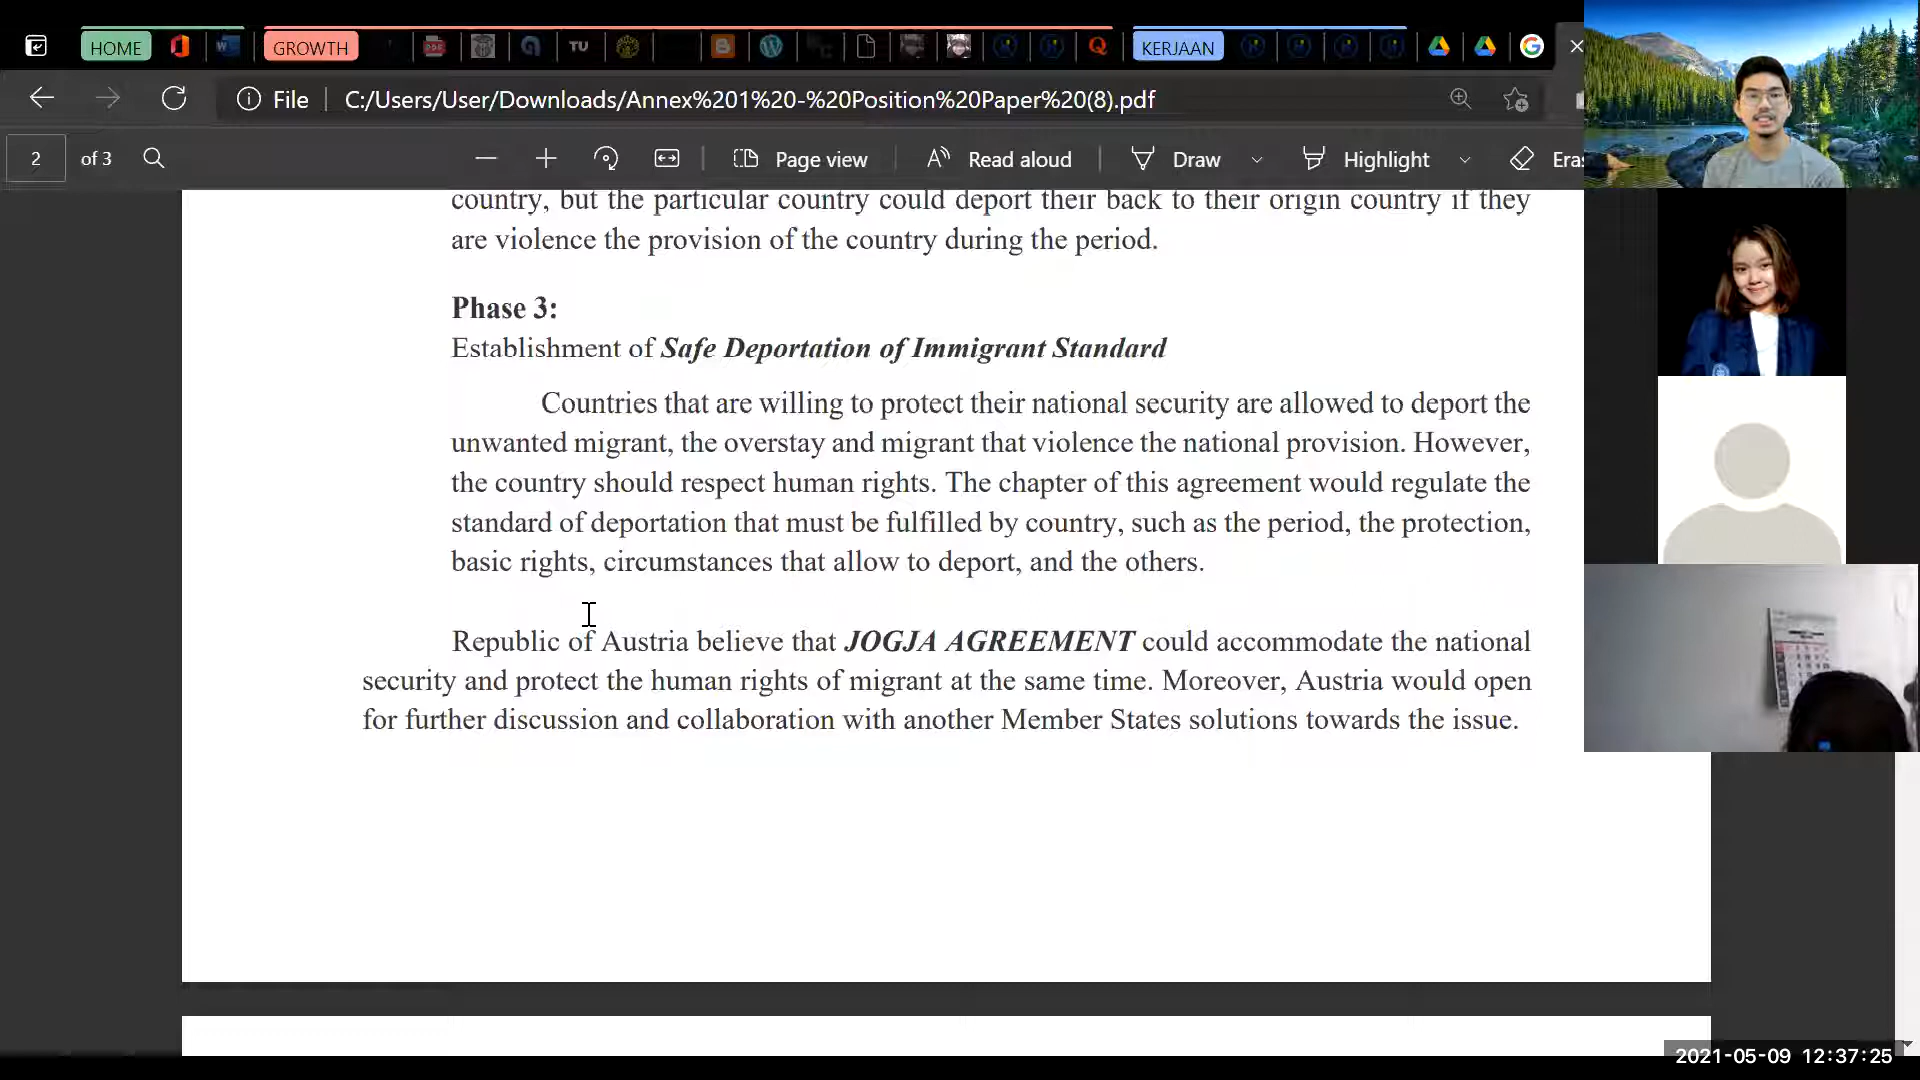 HOME
GROWTH
TU
KERJAAN
File
C:/Users/User/Downloads/Annex%201%20-%20Position%20Paper%20(8).pdf
2 of 3
Page view
Read aloud
Draw
Highlight
Eras
country, but the particular country could deport their back to their origin country if they
are violence the provision of the country during the period.
Phase 3:
Establishment of Safe Deportation of Immigrant Standard
Countries that are willing to protect their national security are allowed to deport the
unwanted migrant, the overstay and migrant that violence the national provision. However,
the country should respect human rights. The chapter of this agreement would regulate the
standard of deportation that must be fulfilled by country, such as the period, the protection,
basic rights, circumstances that allow to deport, and the others.
Republic of Austria believe that JOGJA AGREEMENT could accommodate the national
security and protect the human rights of migrant at the same time. Moreover, Austria would open
for further discussion and collaboration with another Member States solutions towards the issue.
2021-05-09 12:37:25